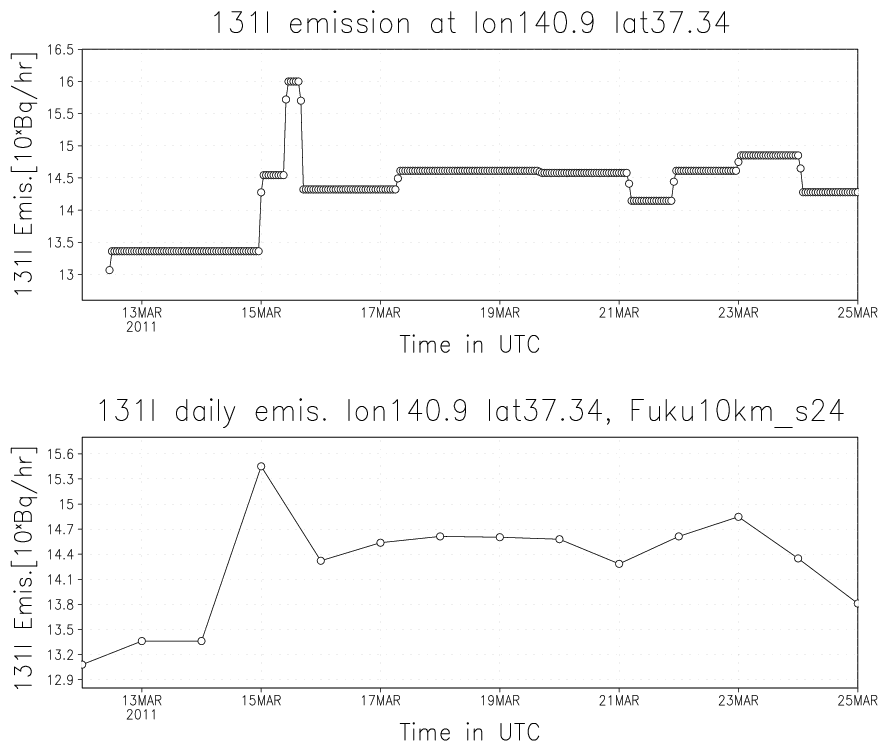 131I emission at lon140.9 lat37.34
131I Emis.[10*Bq/hr]
16.5
16
15.5
15
14.5
14
13.5
13
13MAR 15MAR 17MAR 19MAR 21MAR 23MAR 25MAR
2011
Time in UTC
131I daily emis. lon140.9 lat37.34, Fuku10km_s24
131I Emis.[10*Bq/hr]
15.6
15.3
15
14.7
14.4
14.1
13.8
13.5
13.2
12.9
13MAR 15MAR 17MAR 19MAR 21MAR 23MAR 25MAR
2011
Time in UTC